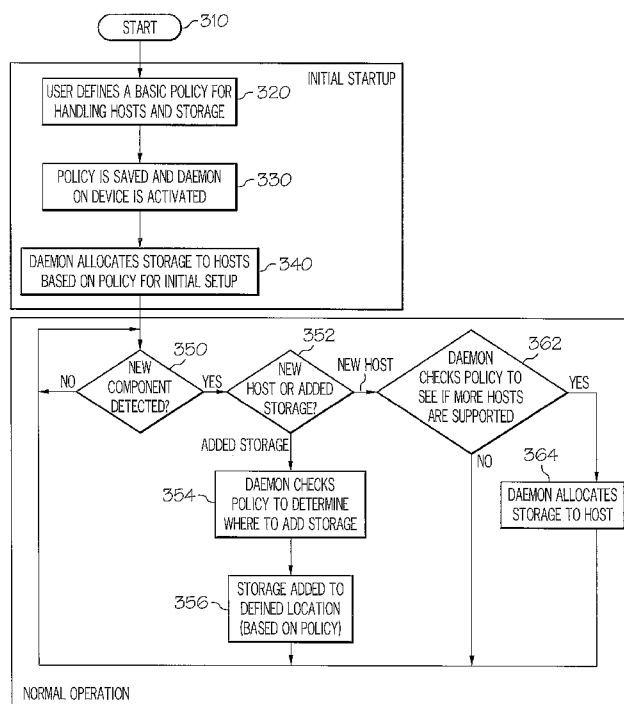 START
310
INITIAL STARTUP
USER DEFINES A BASIC POLICY FOR
HANDLING HOSTS AND STORAGE
320
POLICY IS SAVED AND DAEMON
ON DEVICE IS ACTIVATED
330
DAEMON ALLOCATES STORAGE TO HOSTS
BASED ON POLICY FOR INITIAL SETUP
340
350
NEW
COMPONENT
DETECTED?
NO
YES
352
NEW
HOST OR ADDED
STORAGE?
NEW HOST
ADDED STORAGE
362
DAEMON
CHECKS POLICY TO
SEE IF MORE HOSTS
ARE SUPPORTED
YES
NO
364
DAEMON ALLOCATES
STORAGE TO HOST
354
DAEMON CHECKS
POLICY TO DETERMINE
WHERE TO ADD STORAGE
356
STORAGE ADDED TO
DEFINED LOCATION
(BASED ON POLICY)
NORMAL OPERATION